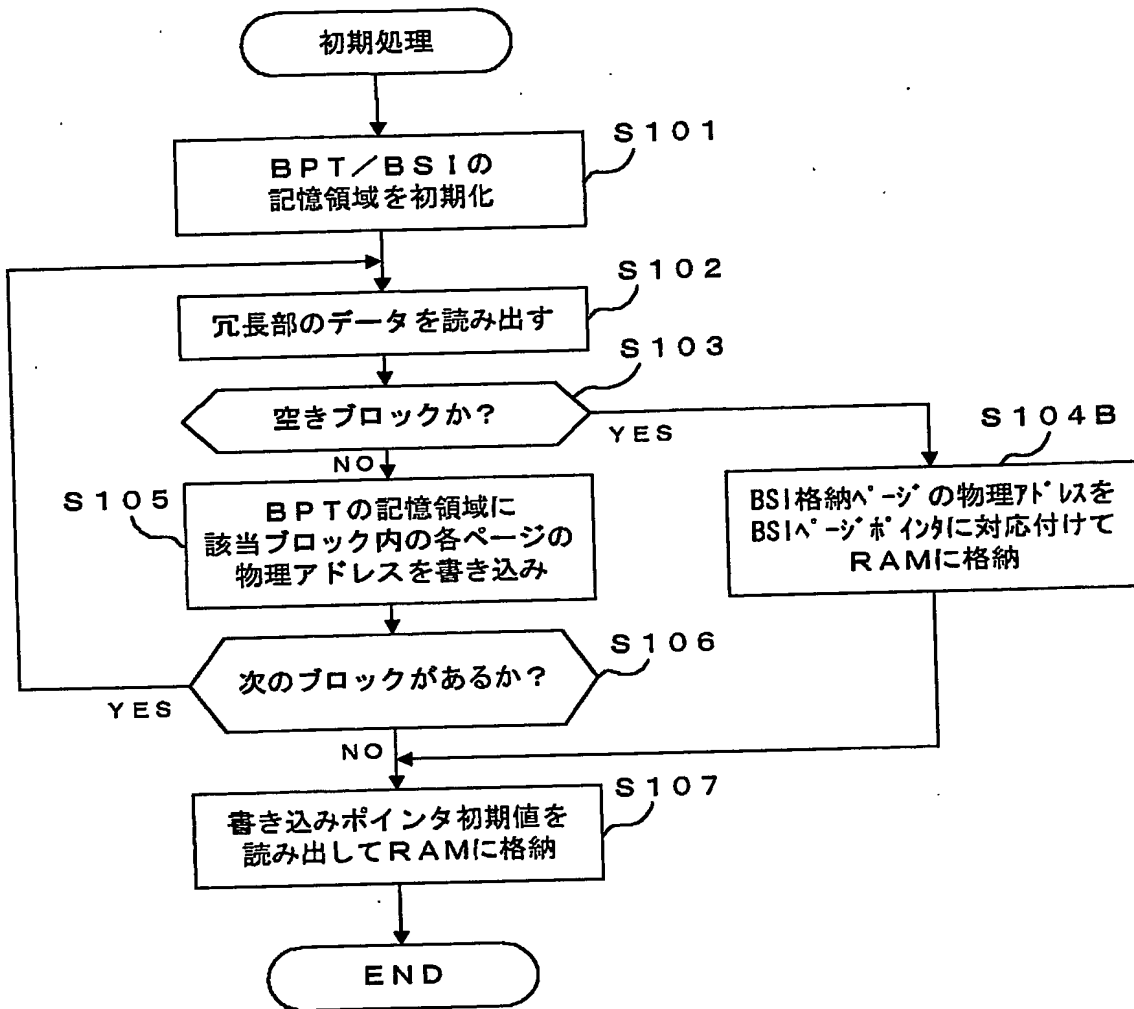 初期処理
S101
BPT/BSIの
記憶領域を初期化
S102
冗長部のデータを読み出す
S103
空きブロックか?
YES
NO
S104B
BSI格納ページの物理アドレスを
BSIページポインタに対応付けて
RAMに格納
S105
BPTの記憶領域に
該当ブロック内の各ページの
物理アドレスを書き込み
S106
次のブロックがあるか?
YES
NO
S107
書き込みポインタ初期値を
読み出してRAMに格納
END